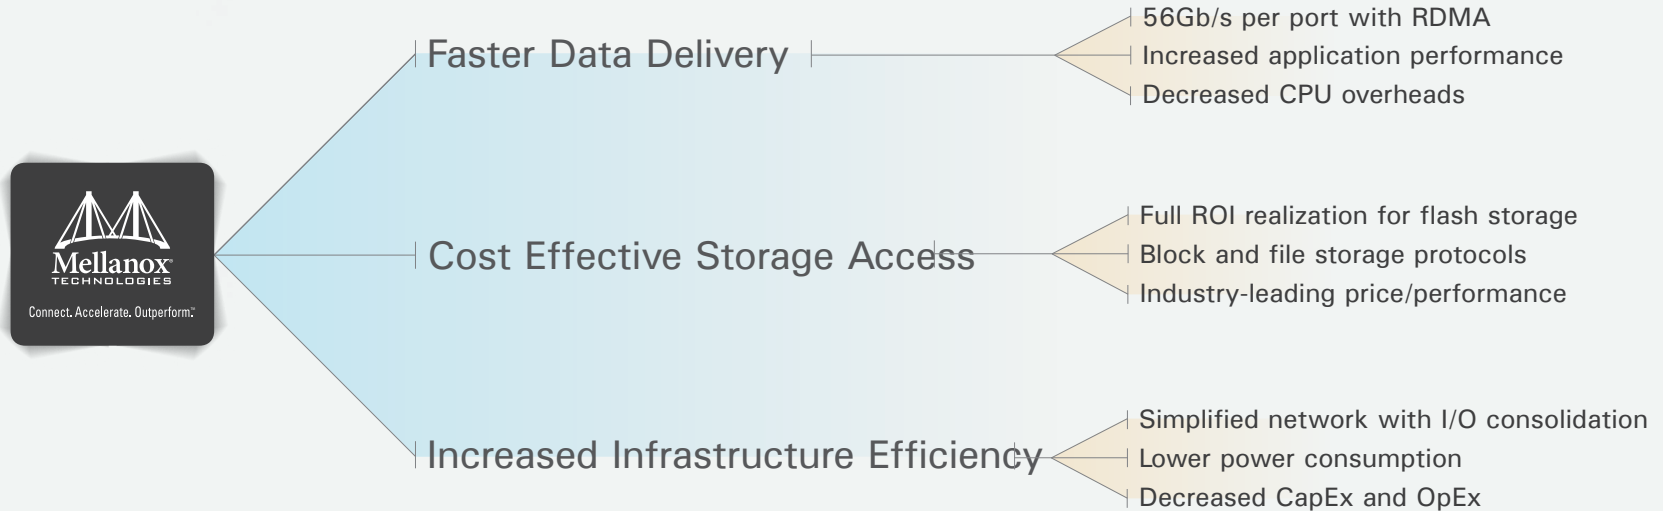 Mellanox®
TECHNOLOGIES
Connect. Accelerate. Outperform.™
Faster Data Delivery
56Gb/s per port with RDMA
Increased application performance
Decreased CPU overheads
Cost Effective Storage Access
Full ROI realization for flash storage
Block and file storage protocols
Industry-leading price/performance
Increased Infrastructure Efficiency
Simplified network with I/O consolidation
Lower power consumption
Decreased CapEx and OpEx